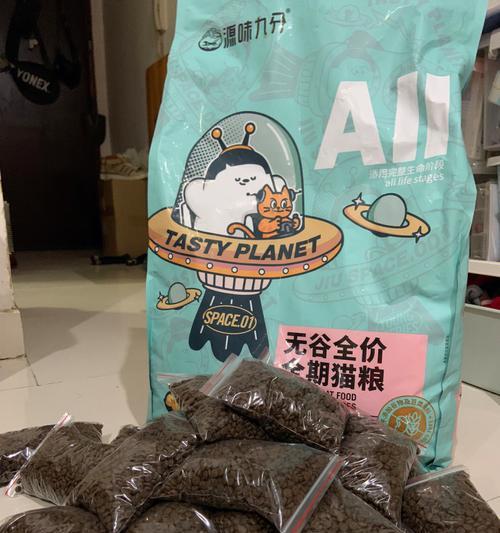 源味九分
YONEX
All
适用完整生命阶段
all life stages
TASTY PLANET
SPACE.01
无谷全价
全期猫粮